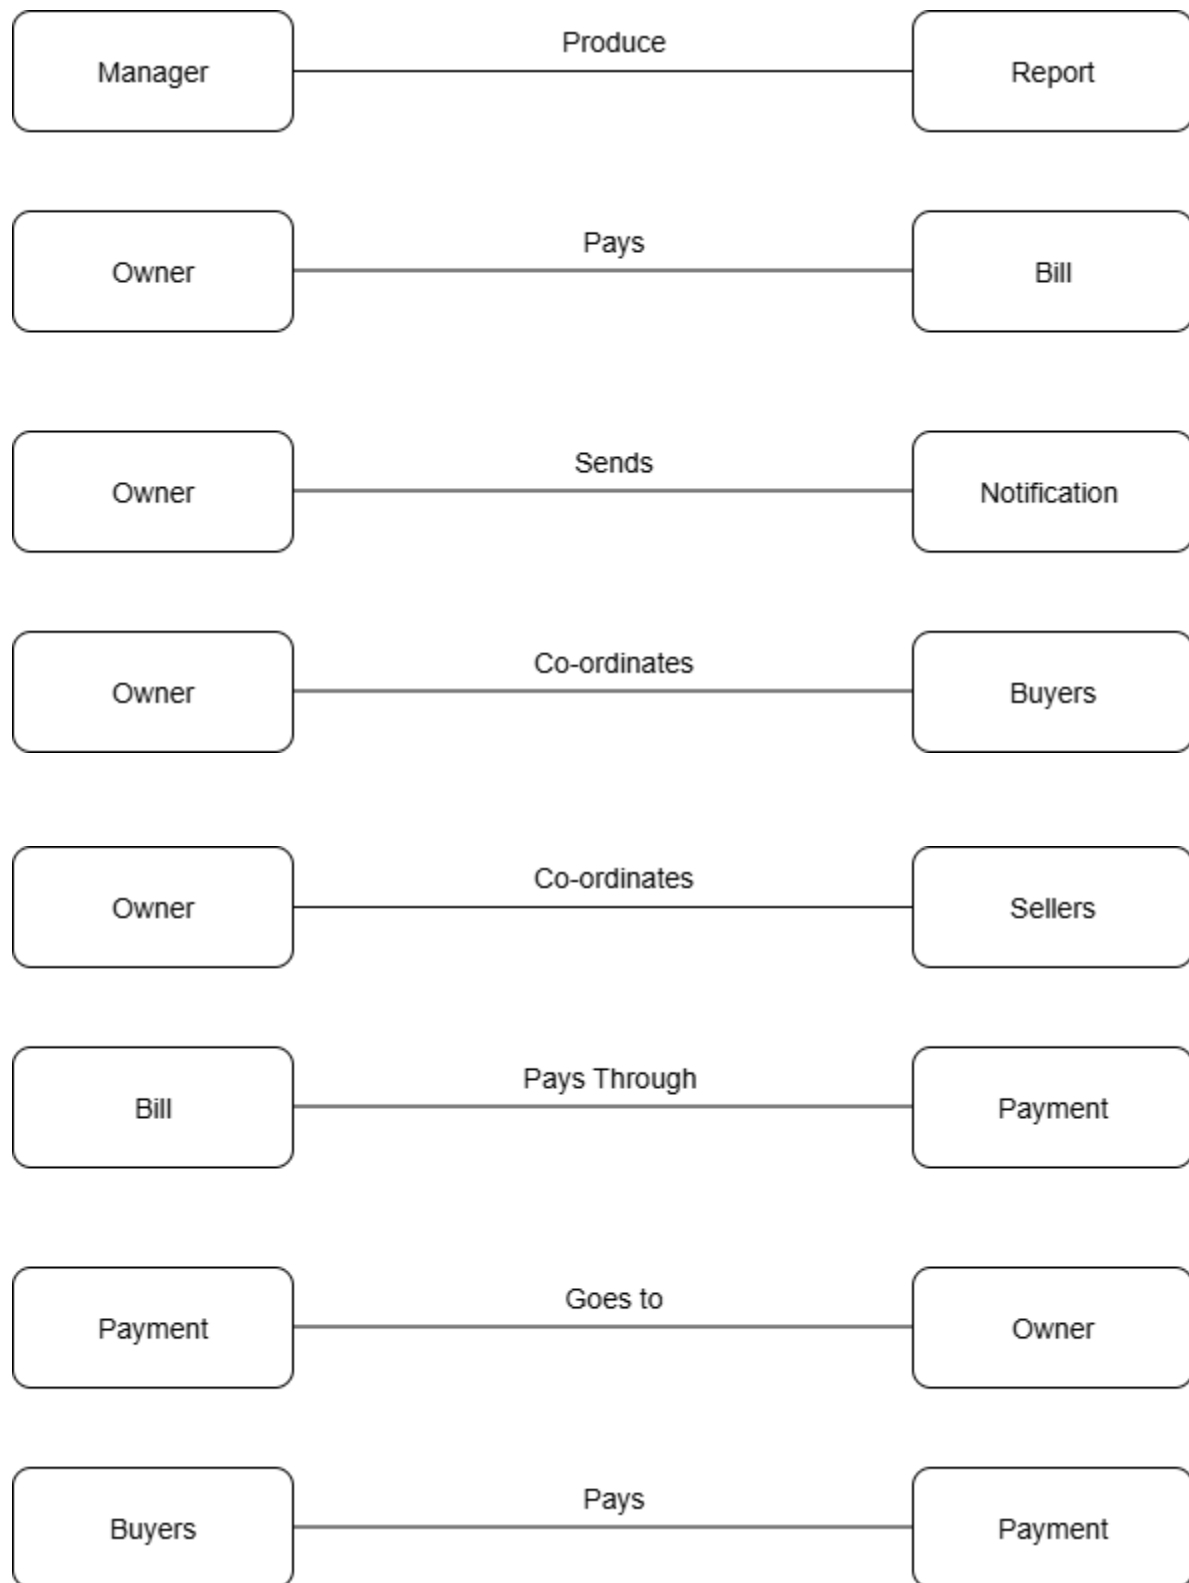 Produce
Manager
Report
Pays
Owner
Bill
Sends
Owner
Notification
Co-ordinates
Owner
Buyers
Co-ordinates
Owner
Sellers
Pays Through
Bill
Payment
Goes to
Payment
Owner
Pays
Buyers
Payment